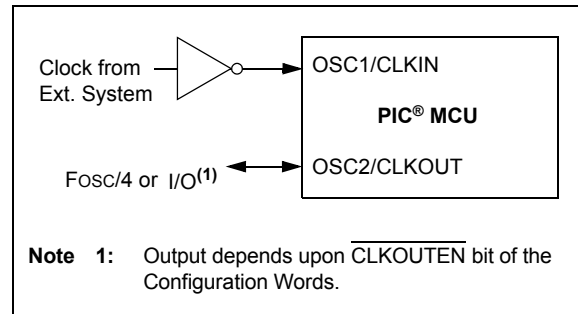 Clock from
Ext. System
OSC1/CLKIN
PIC® MCU
OSC2/CLKOUT
FOSC/4 or I/O(1)
Note 1: Output depends upon CLKOUTEN bit of the
Configuration Words.